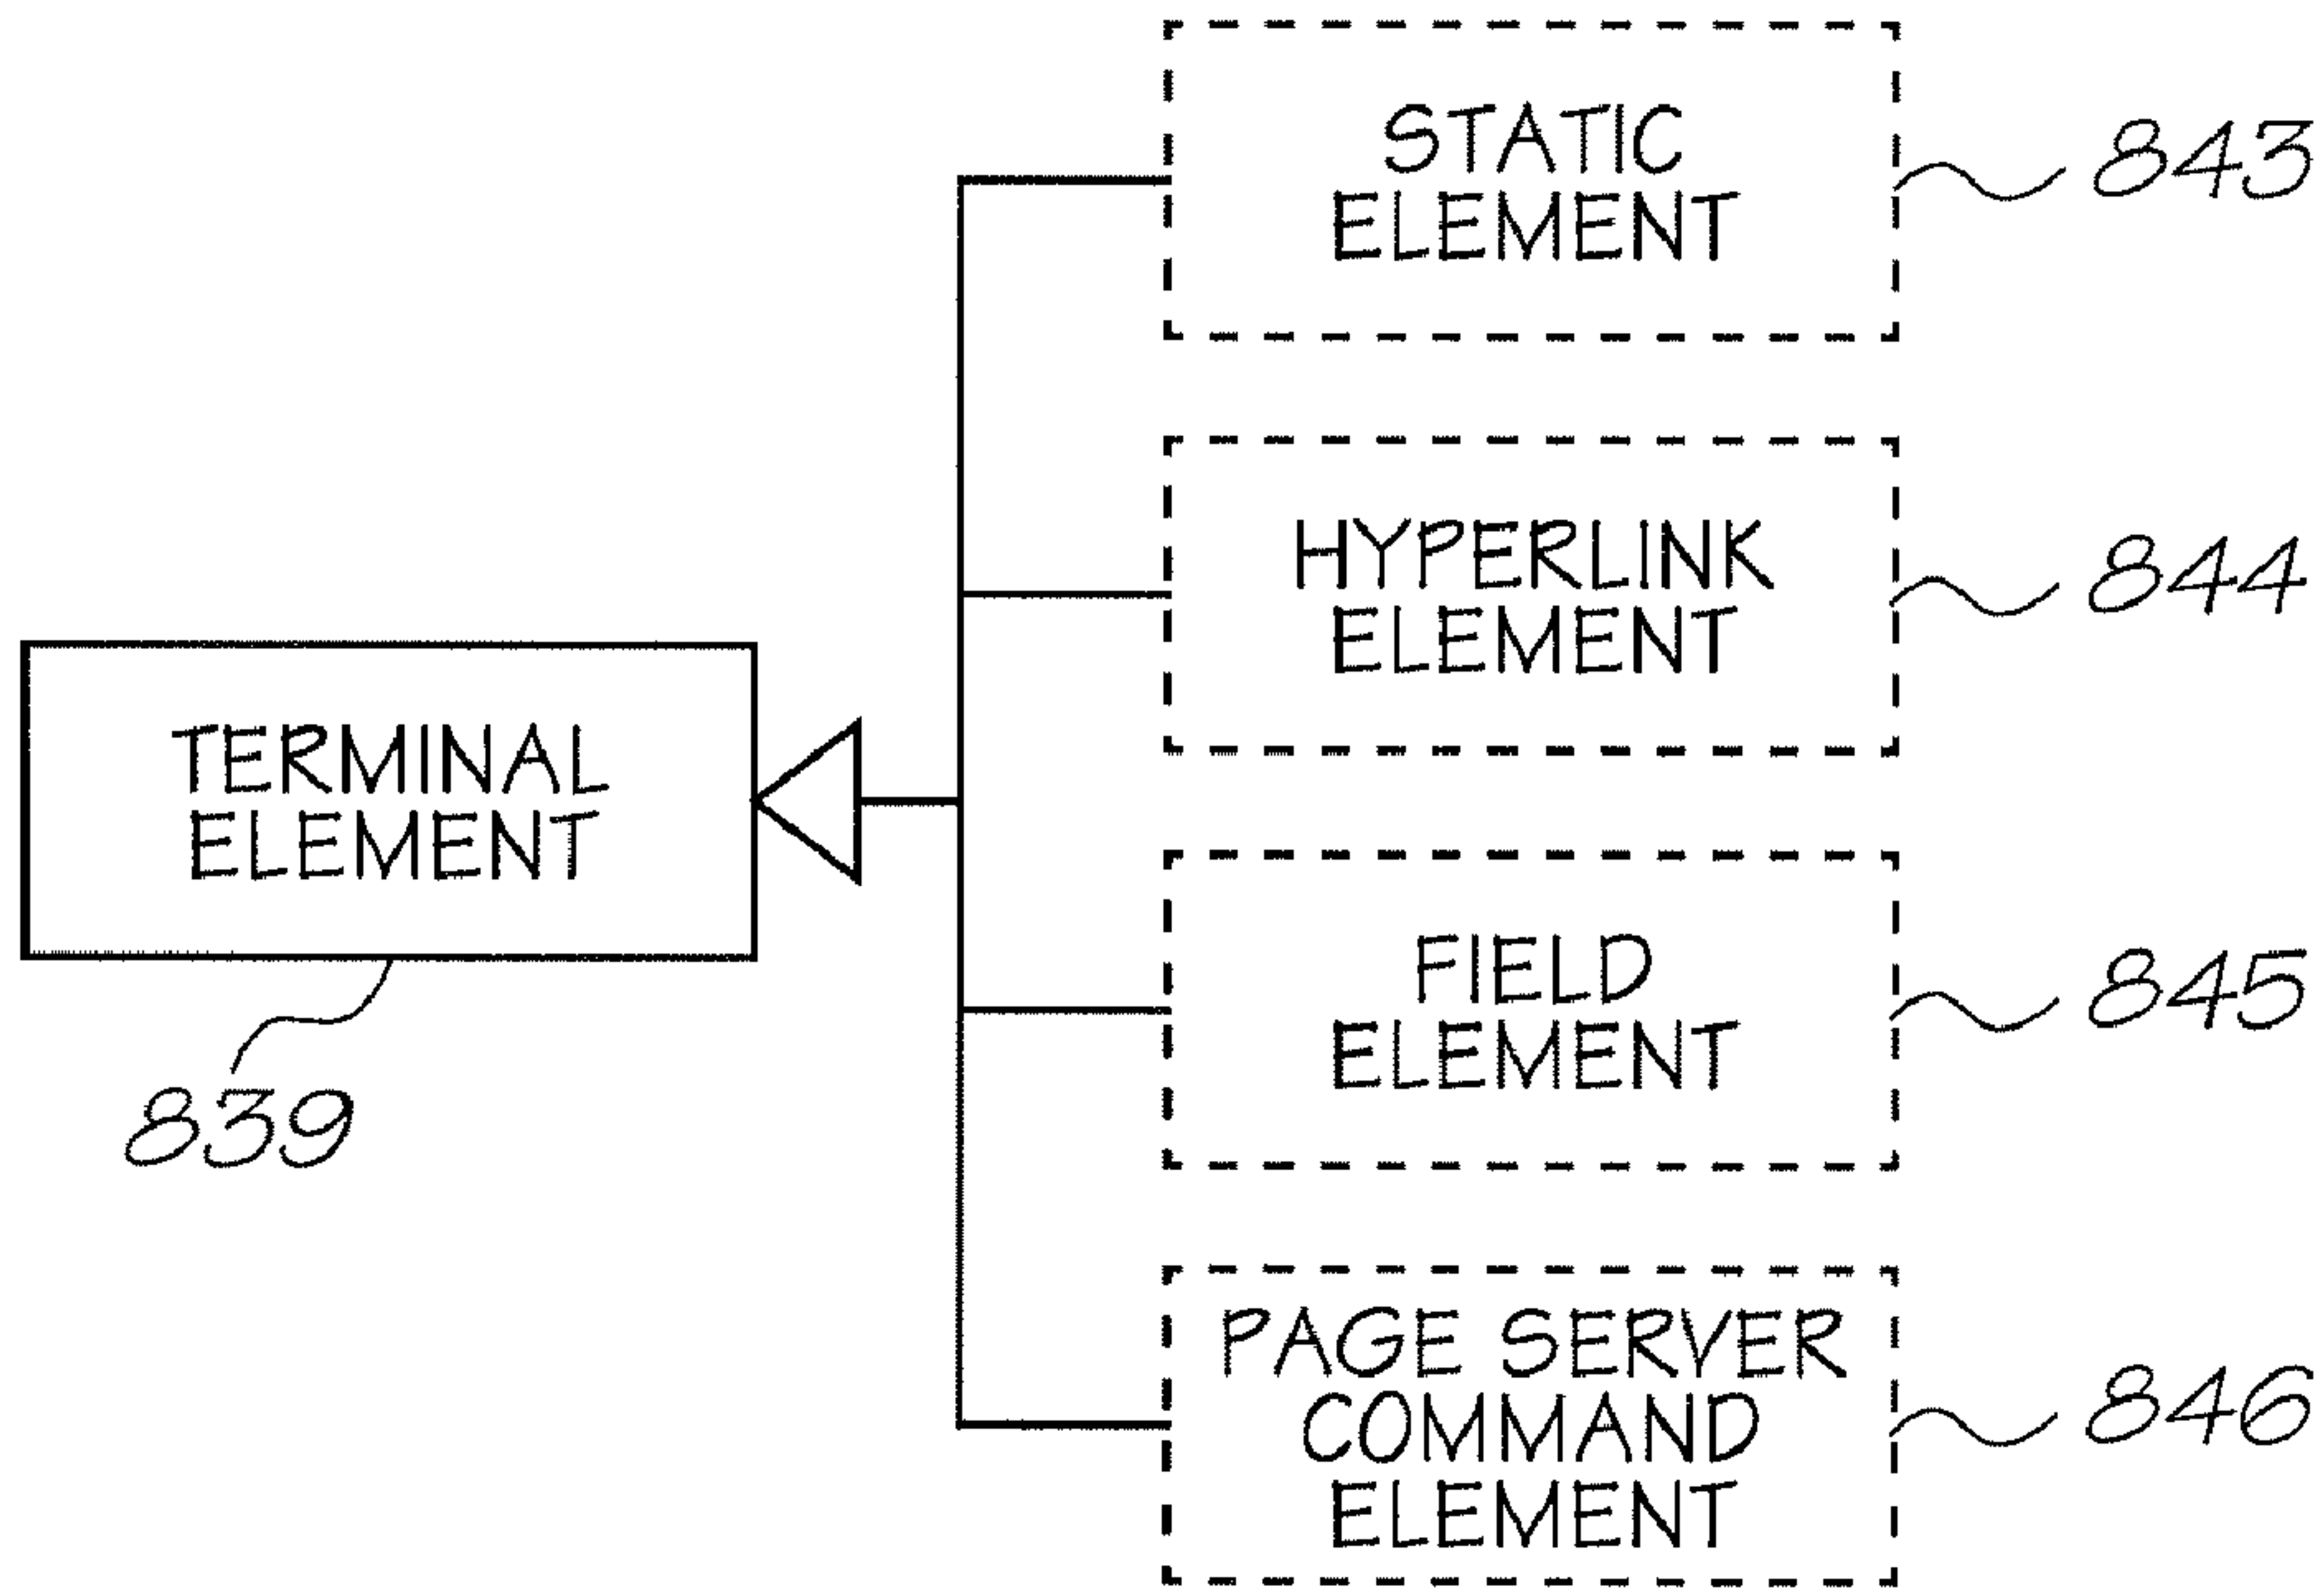 STATIC
ELEMENT
843
HYPERLINK
ELEMENT
844
TERMINAL
ELEMENT
839
FIELD
ELEMENT
845
PAGE SERVER
COMMAND
ELEMENT
846